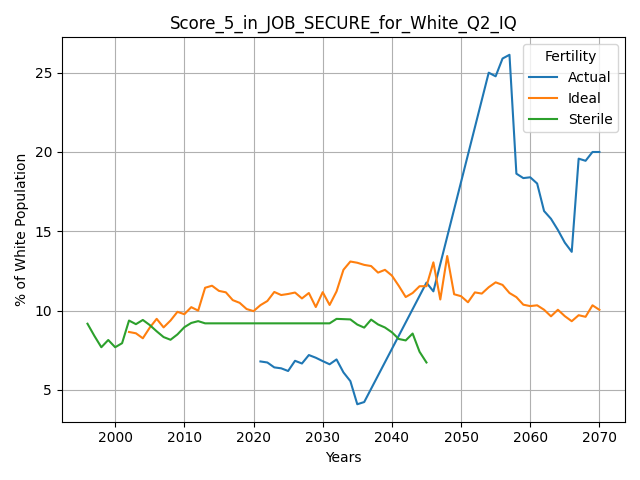 Score_5_in_JOB_SECURE_for_White_Q2_IQ
Fertility
Actual
Ideal
Sterile
% of White Population
25
20
15
10
5
2000 2010 2020 2030 2040 2050 2060 2070
Years